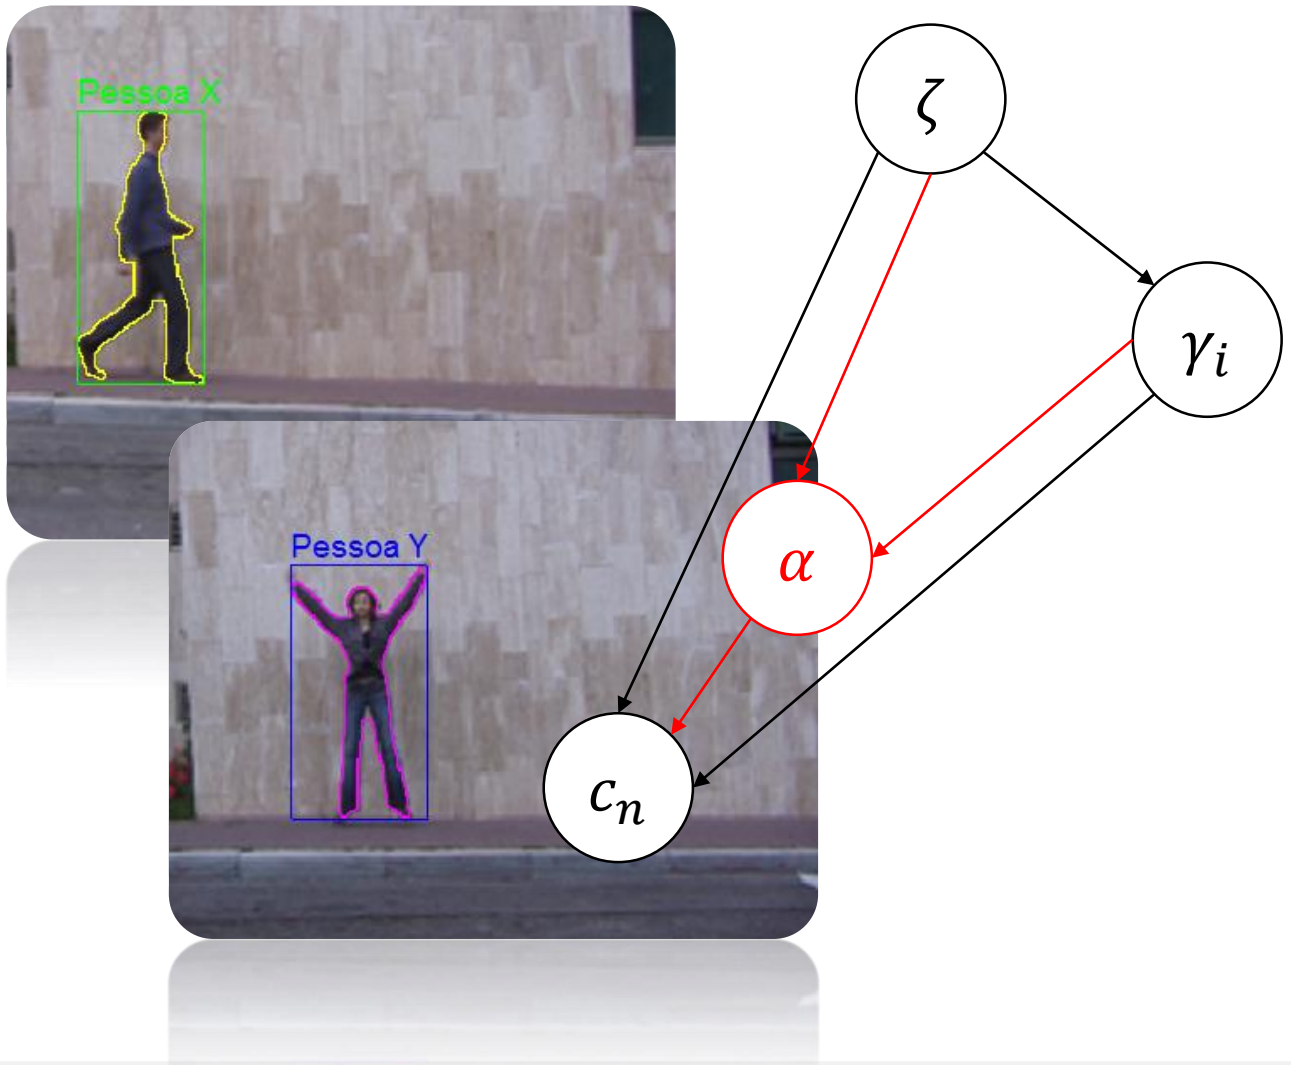 Pessoa X
ζ
γᵢ
Pessoa Y
α
cₙ